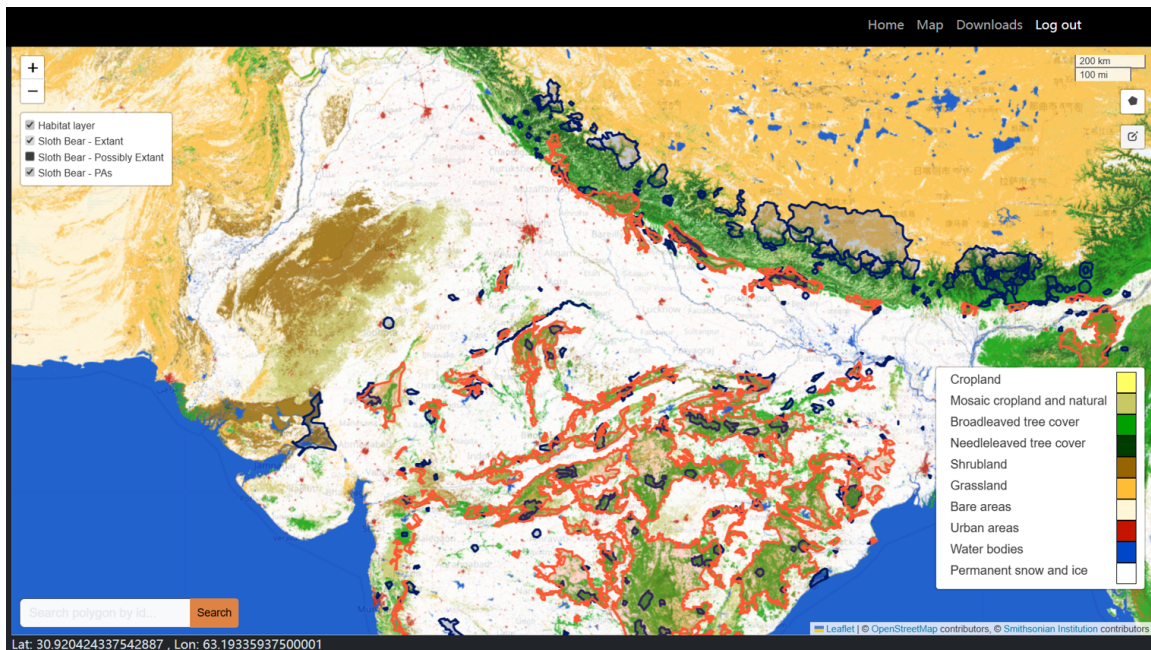 Home Map Downloads Log out
+
−
200 km
100 mi
Habitat layer
Sloth Bear - Extant
Sloth Bear - Possibly Extant
Sloth Bear - PAs
Lucknow
Cropland
Mosaic cropland and natural
Broadleaved tree cover
Needleleaved tree cover
Shrubland
Grassland
Bare areas
Urban areas
Water bodies
Permanent snow and ice
Search polygon by id...
Search
Leaflet | © OpenStreetMap contributors, © Smithsonian Institution contributors
Lat: 30.920424337542887 , Lon: 63.19335937500001